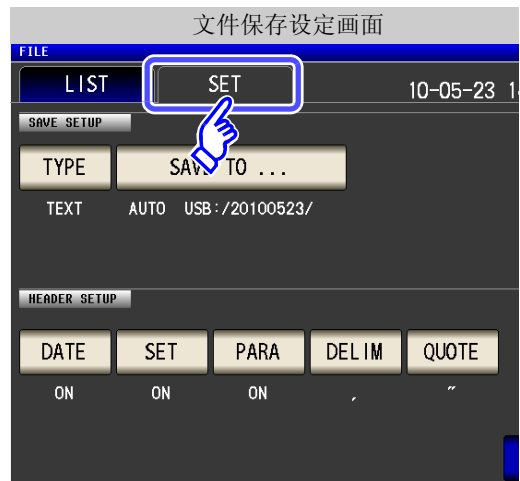 文件保存设定画面
FILE
LIST SET 10-05-23
SAVE SETUP
TYPE SAVE TO ...
TEXT AUTO USB:/20100523/
HEADER SETUP
DATE SET PARA DELIM QUOTE
ON ON ON , "